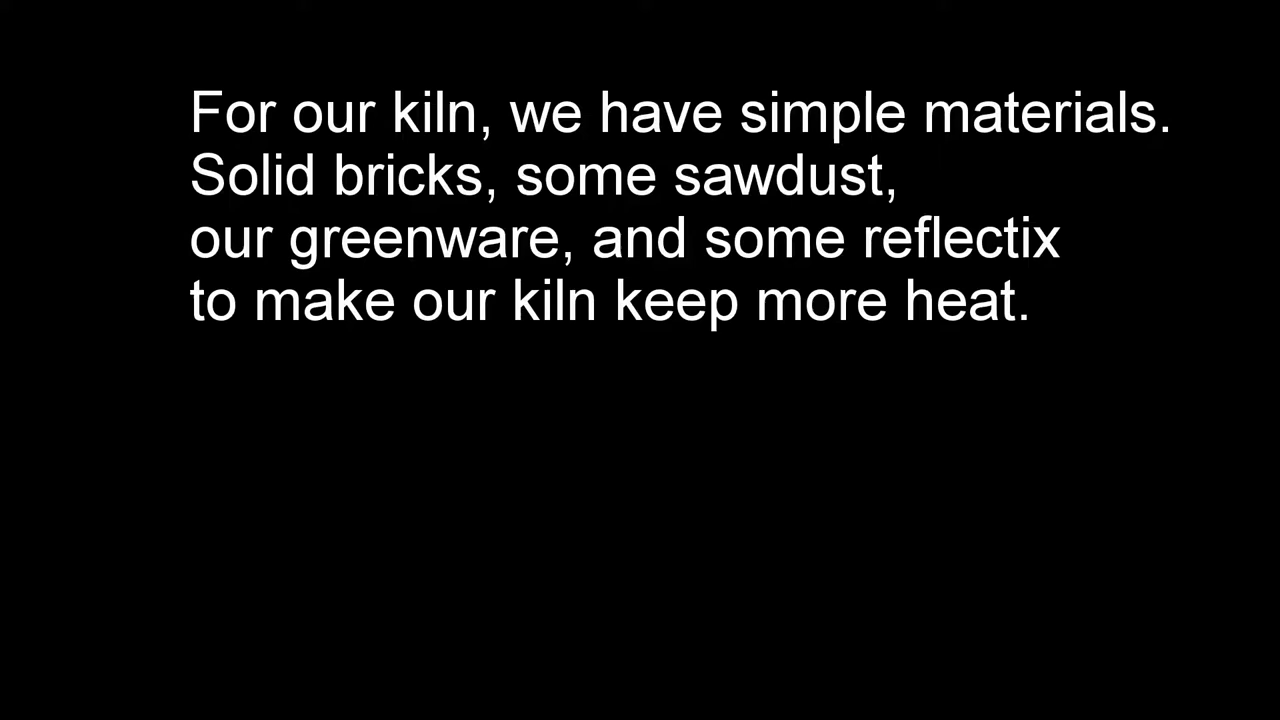 For our kiln, we have simple materials.
Solid bricks, some sawdust,
our greenware, and some reflectix
to make our kiln keep more heat.